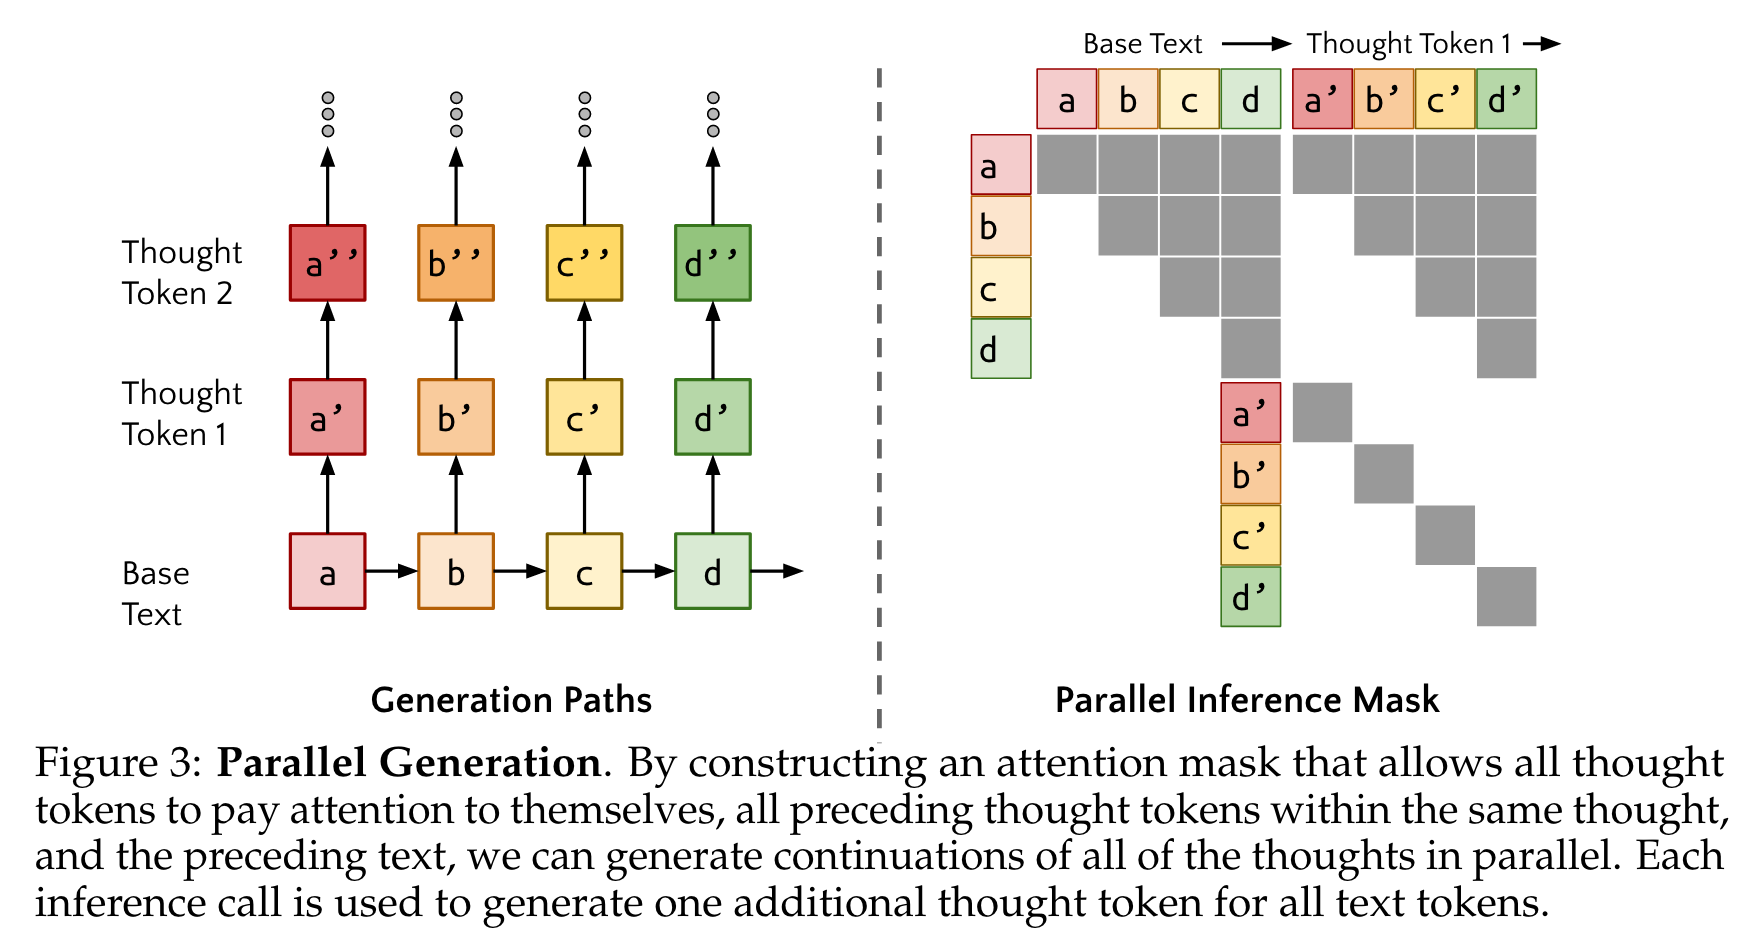 Thought
Token 2
a’’ b’’ c’’ d’’
Thought
Token 1
a’ b’ c’ d’
Base
Text
a b c d
Generation Paths
Base Text Thought Token 1
a b c d a’ b’ c’ d’
a
b
c
d
a’
b’
c’
d’
Parallel Inference Mask
Figure 3: Parallel Generation. By constructing an attention mask that allows all thought
tokens to pay attention to themselves, all preceding thought tokens within the same thought,
and the preceding text, we can generate continuations of all of the thoughts in parallel. Each
inference call is used to generate one additional thought token for all text tokens.